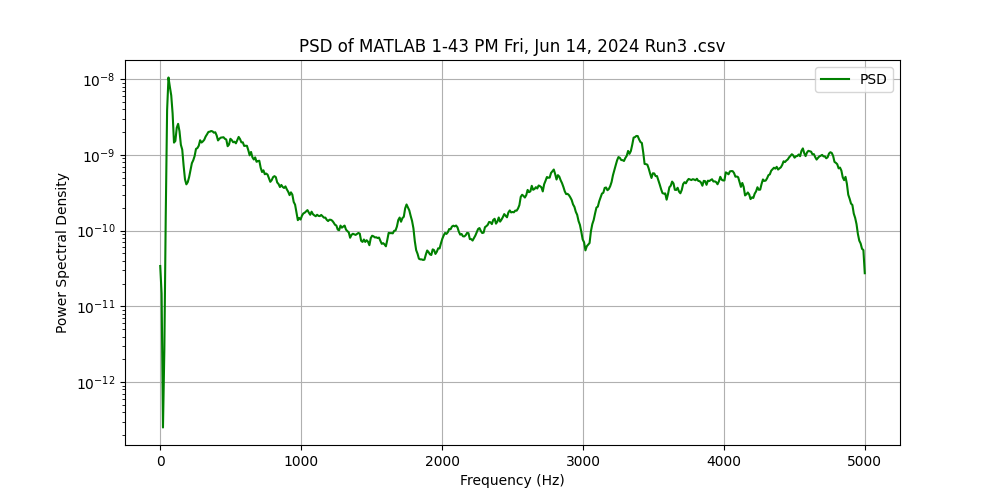 PSD of MATLAB 1-43 PM Fri, Jun 14, 2024 Run3 .csv
PSD
Power Spectral Density
10⁻⁸
10⁻⁹
10⁻¹⁰
10⁻¹¹
10⁻¹²
0 1000 2000 3000 4000 5000
Frequency (Hz)